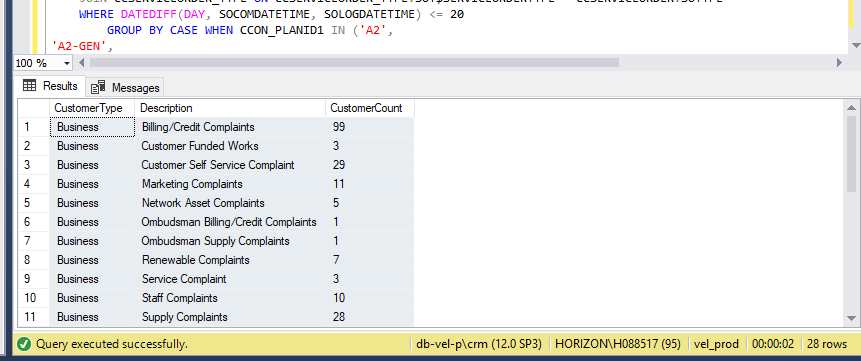 WHERE DATEDIFF(DAY, SOCOMDATETIME, SOLOGDATETIME) <= 20
GROUP BY CASE WHEN CCON_PLANID1 IN ('A2',
'A2-GEN',
100 %
Results Messages
CustomerType Description CustomerCount
1 Business Billing/Credit Complaints 99
2 Business Customer Funded Works 3
3 Business Customer Self Service Complaint 29
4 Business Marketing Complaints 11
5 Business Network Asset Complaints 5
6 Business Ombudsman Billing/Credit Complaints 1
7 Business Ombudsman Supply Complaints 1
8 Business Renewable Complaints 7
9 Business Service Complaint 3
10 Business Staff Complaints 10
11 Business Supply Complaints 28
Query executed successfully. db-vel-p\crm (12.0 SP3) HORIZON\H088517 (95) vel_prod 00:00:02 28 rows